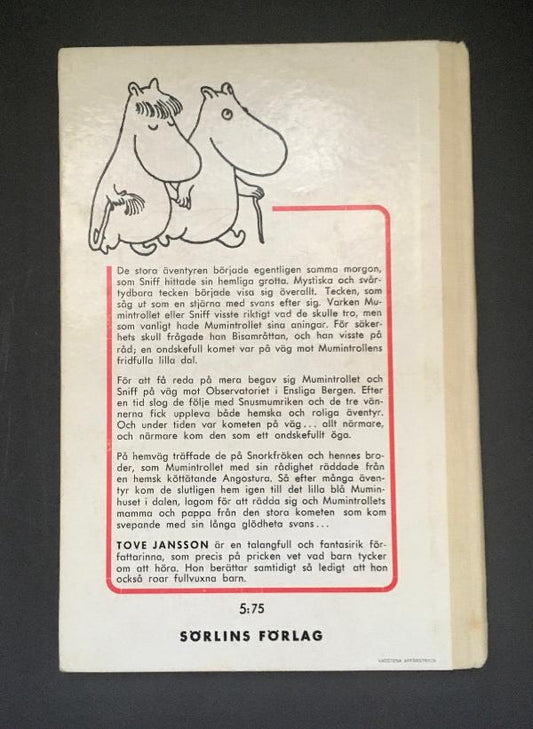 De stora äventyren började egentligen samma morgon,
som Sniff hittade sin hemliga grotta. Mystiska och svår-
tydbara tecken började visa sig överallt. Tecken, som
såg ut som en stjärna med svans efter sig. Varken Mu-
mintrollet eller Sniff visste riktigt vad de skulle tro, men
som vanligt hade Mumintrollet sina aningar. För säker-
hets skull frågade han Bisamråttan, och han visste på
råd; en ondskefull komet var på väg mot Mumintrollens
fridfulla lilla dal.
För att få reda på mera begav sig Mumintrollet och
Sniff på väg mot Observatoriet i Ensliga Bergen. Efter
en tid slog de följe med Snusmumriken och de tre vän-
nerna fick uppleva både hemska och roliga äventyr.
Och under tiden var kometen på väg... allt närmare,
och närmare kom den som ett ondskefullt öga.
På hemväg träffade de på Snorkfröken och hennes bro-
der, som Mumintrollet med sin rådighet räddade från
en hemsk köttätande Angostura. Så efter många även-
tyr kom de slutligen hem igen till det lilla blå Mumin-
huset i dalen, lagom för att rädda sig och Mumintrollets
mamma och pappa från den stora kometen som kom
svepande med sin långa glödheta svans...
TOVE JANSSON är en talangfull och fantasirik för-
fattarinna, som precis på pricken vet vad barn tycker
om att höra. Hon berättar samtidigt så ledigt att hon
också roar fullvuxna barn.
5:75
SÖRLINS FÖRLAG